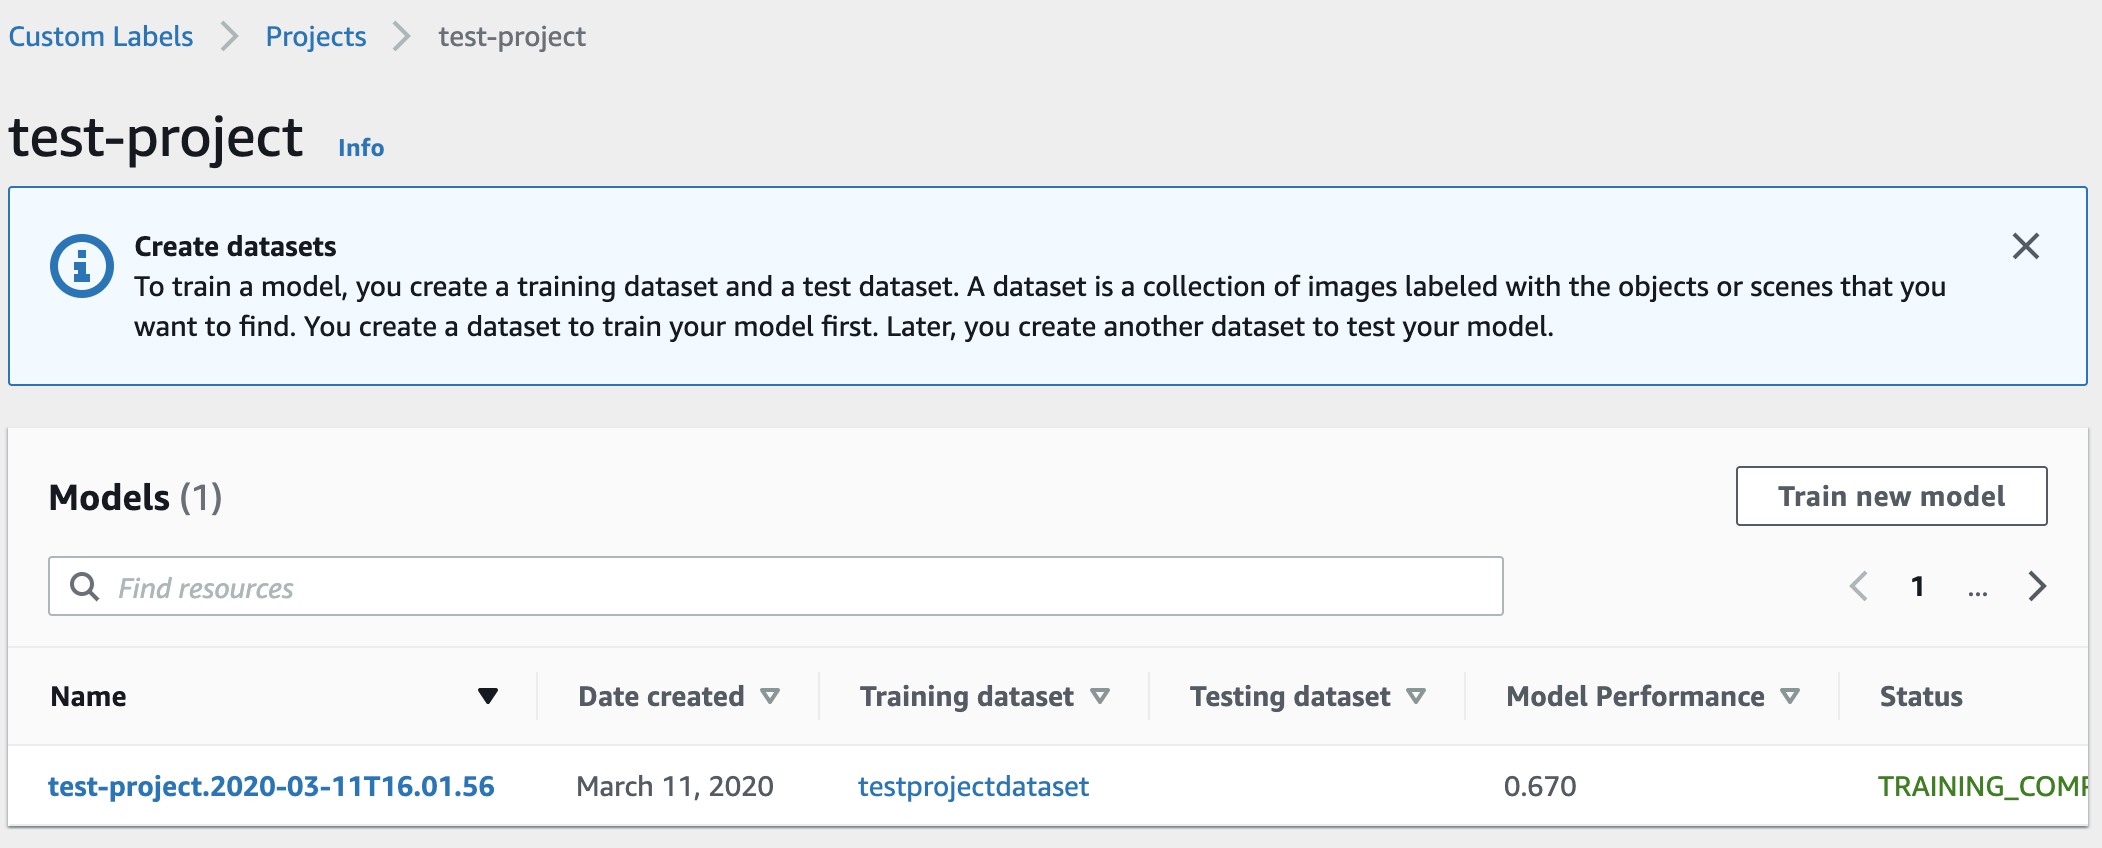 Custom Labels > Projects > test-project
test-project Info
Create datasets
To train a model, you create a training dataset and a test dataset. A dataset is a collection of images labeled with the objects or scenes that you
want to find. You create a dataset to train your model first. Later, you create another dataset to test your model.
Models (1)
Train new model
Find resources
1 ...
Name Date created Training dataset Testing dataset Model Performance Status
test-project.2020-03-11T16.01.56 March 11, 2020 testprojectdataset 0.670 TRAINING_COMP